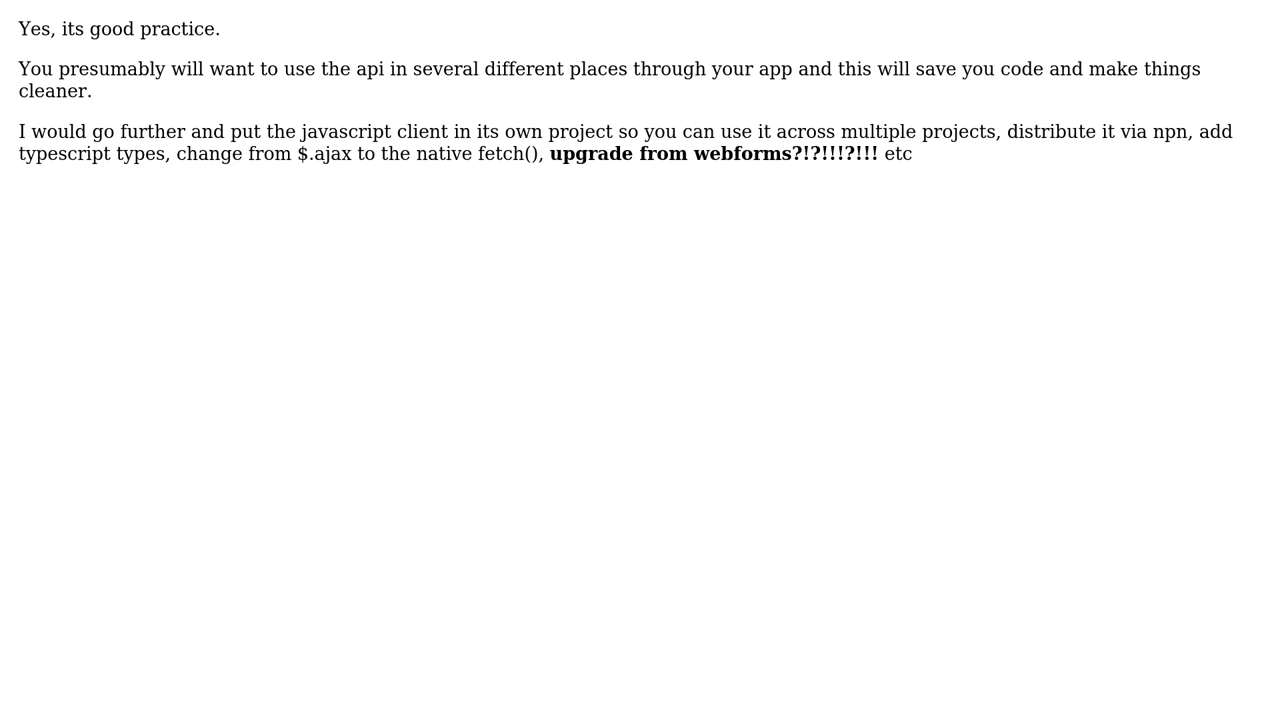 Yes, its good practice.
You presumably will want to use the api in several different places through your app and this will save you code and make things
cleaner.
I would go further and put the javascript client in its own project so you can use it across multiple projects, distribute it via npn, add
typescript types, change from $.ajax to the native fetch(), upgrade from webforms?!?!!!?!!! etc